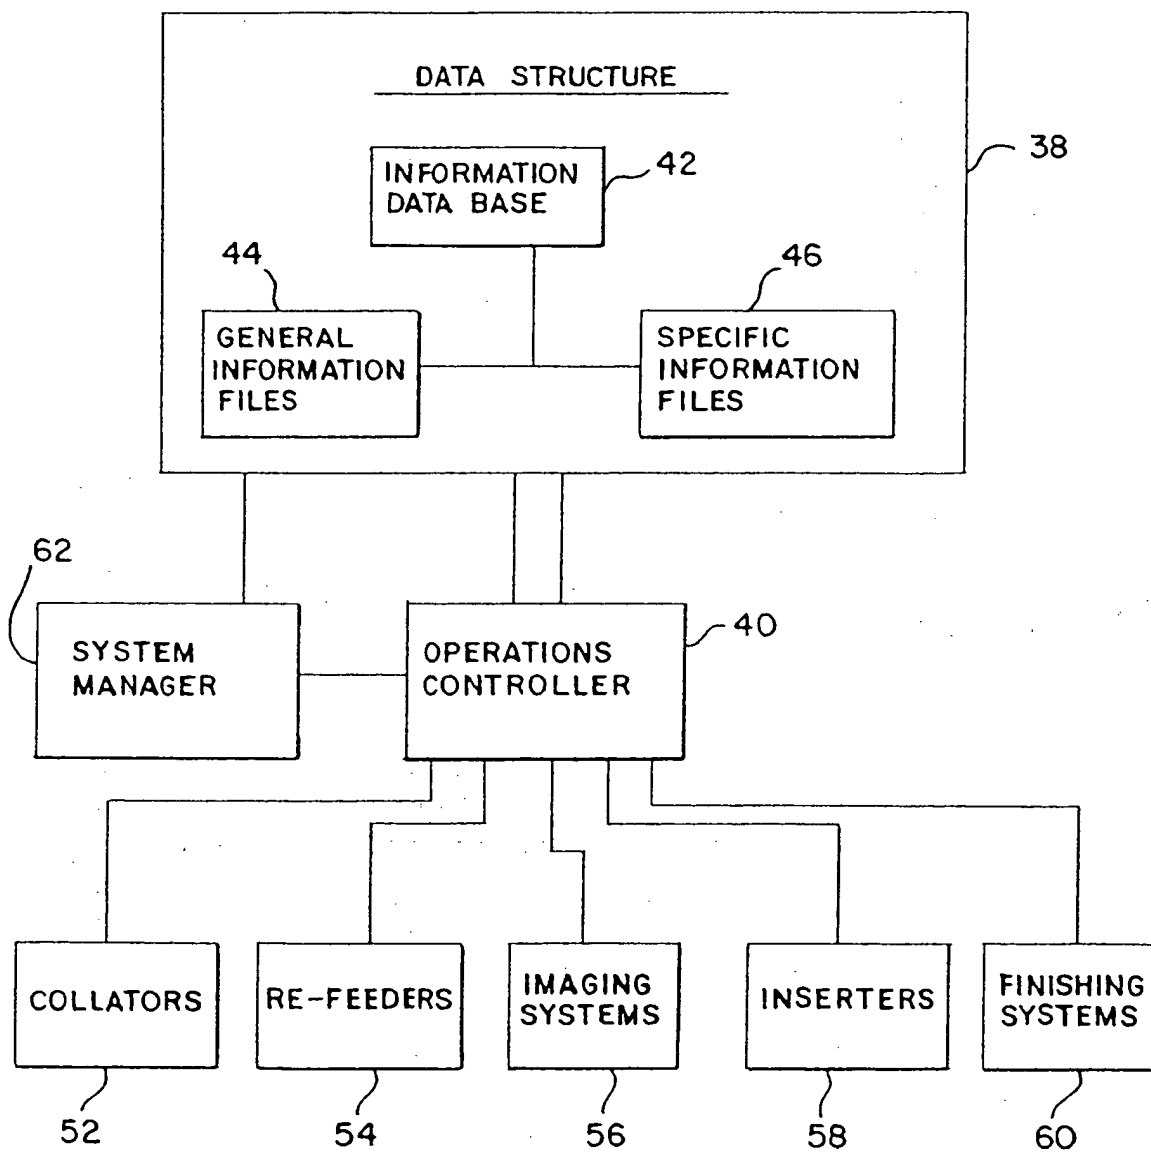 DATA STRUCTURE
38
INFORMATION
DATA BASE
42
44
46
GENERAL
INFORMATION
FILES
SPECIFIC
INFORMATION
FILES
62
40
SYSTEM
MANAGER
OPERATIONS
CONTROLLER
COLLATORS
RE-FEEDERS
IMAGING
SYSTEMS
INSERTERS
FINISHING
SYSTEMS
52
54
56
58
60